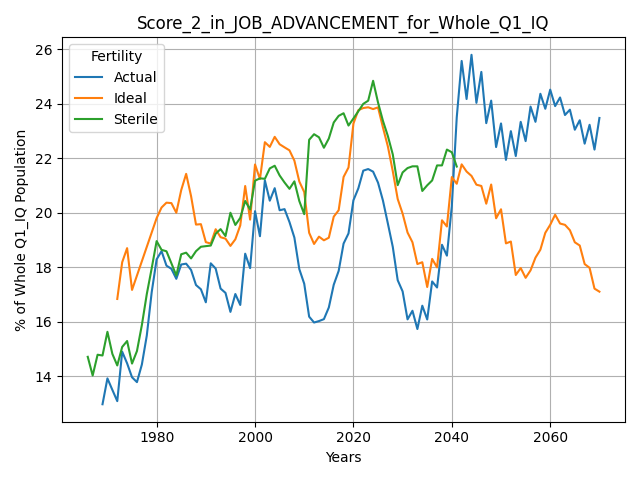 Score_2_in_JOB_ADVANCEMENT_for_Whole_Q1_IQ
Fertility
Actual
Ideal
Sterile
% of Whole Q1_IQ Population
26
24
22
20
18
16
14
1980
2000
2020
2040
2060
Years